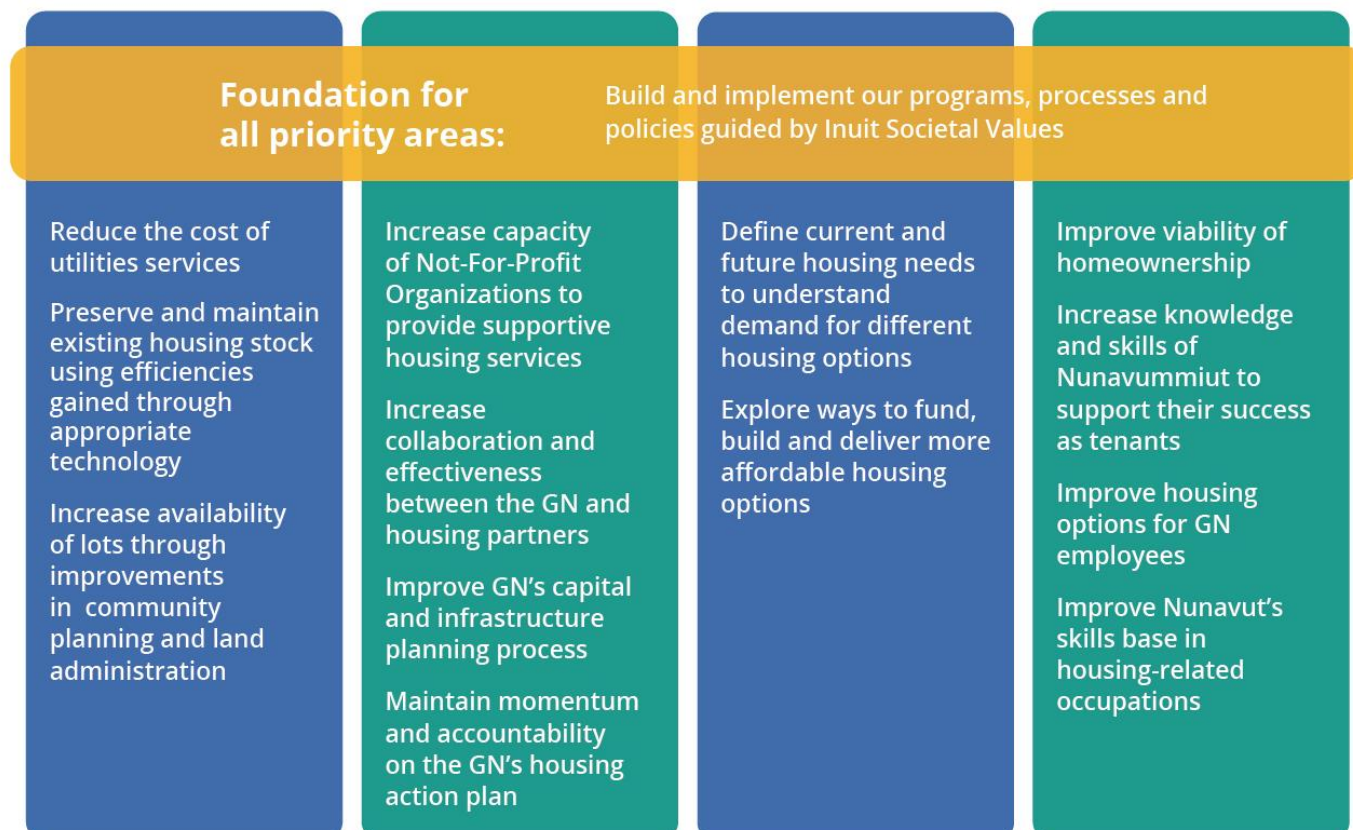 Foundation for
all priority areas:
Build and implement our programs, processes and
policies guided by Inuit Societal Values
Reduce the cost of
utilities services
Preserve and maintain
existing housing stock
using efficiencies
gained through
appropriate
technology
Increase availability
of lots through
improvements
in  community
planning and land
administration
Increase capacity
of Not-For-Profit
Organizations to
provide supportive
housing services
Increase
collaboration and
effectiveness
between the GN and
housing partners
Improve GN’s capital
and infrastructure
planning process
Maintain momentum
and accountability
on the GN’s housing
action plan
Define current and
future housing needs
to understand
demand for different
housing options
Explore ways to fund,
build and deliver more
affordable housing
options
Improve viability of
homeownership
Increase knowledge
and skills of
Nunavummiut to
support their success
as tenants
Improve housing
options for GN
employees
Improve Nunavut’s
skills base in
housing-related
occupations